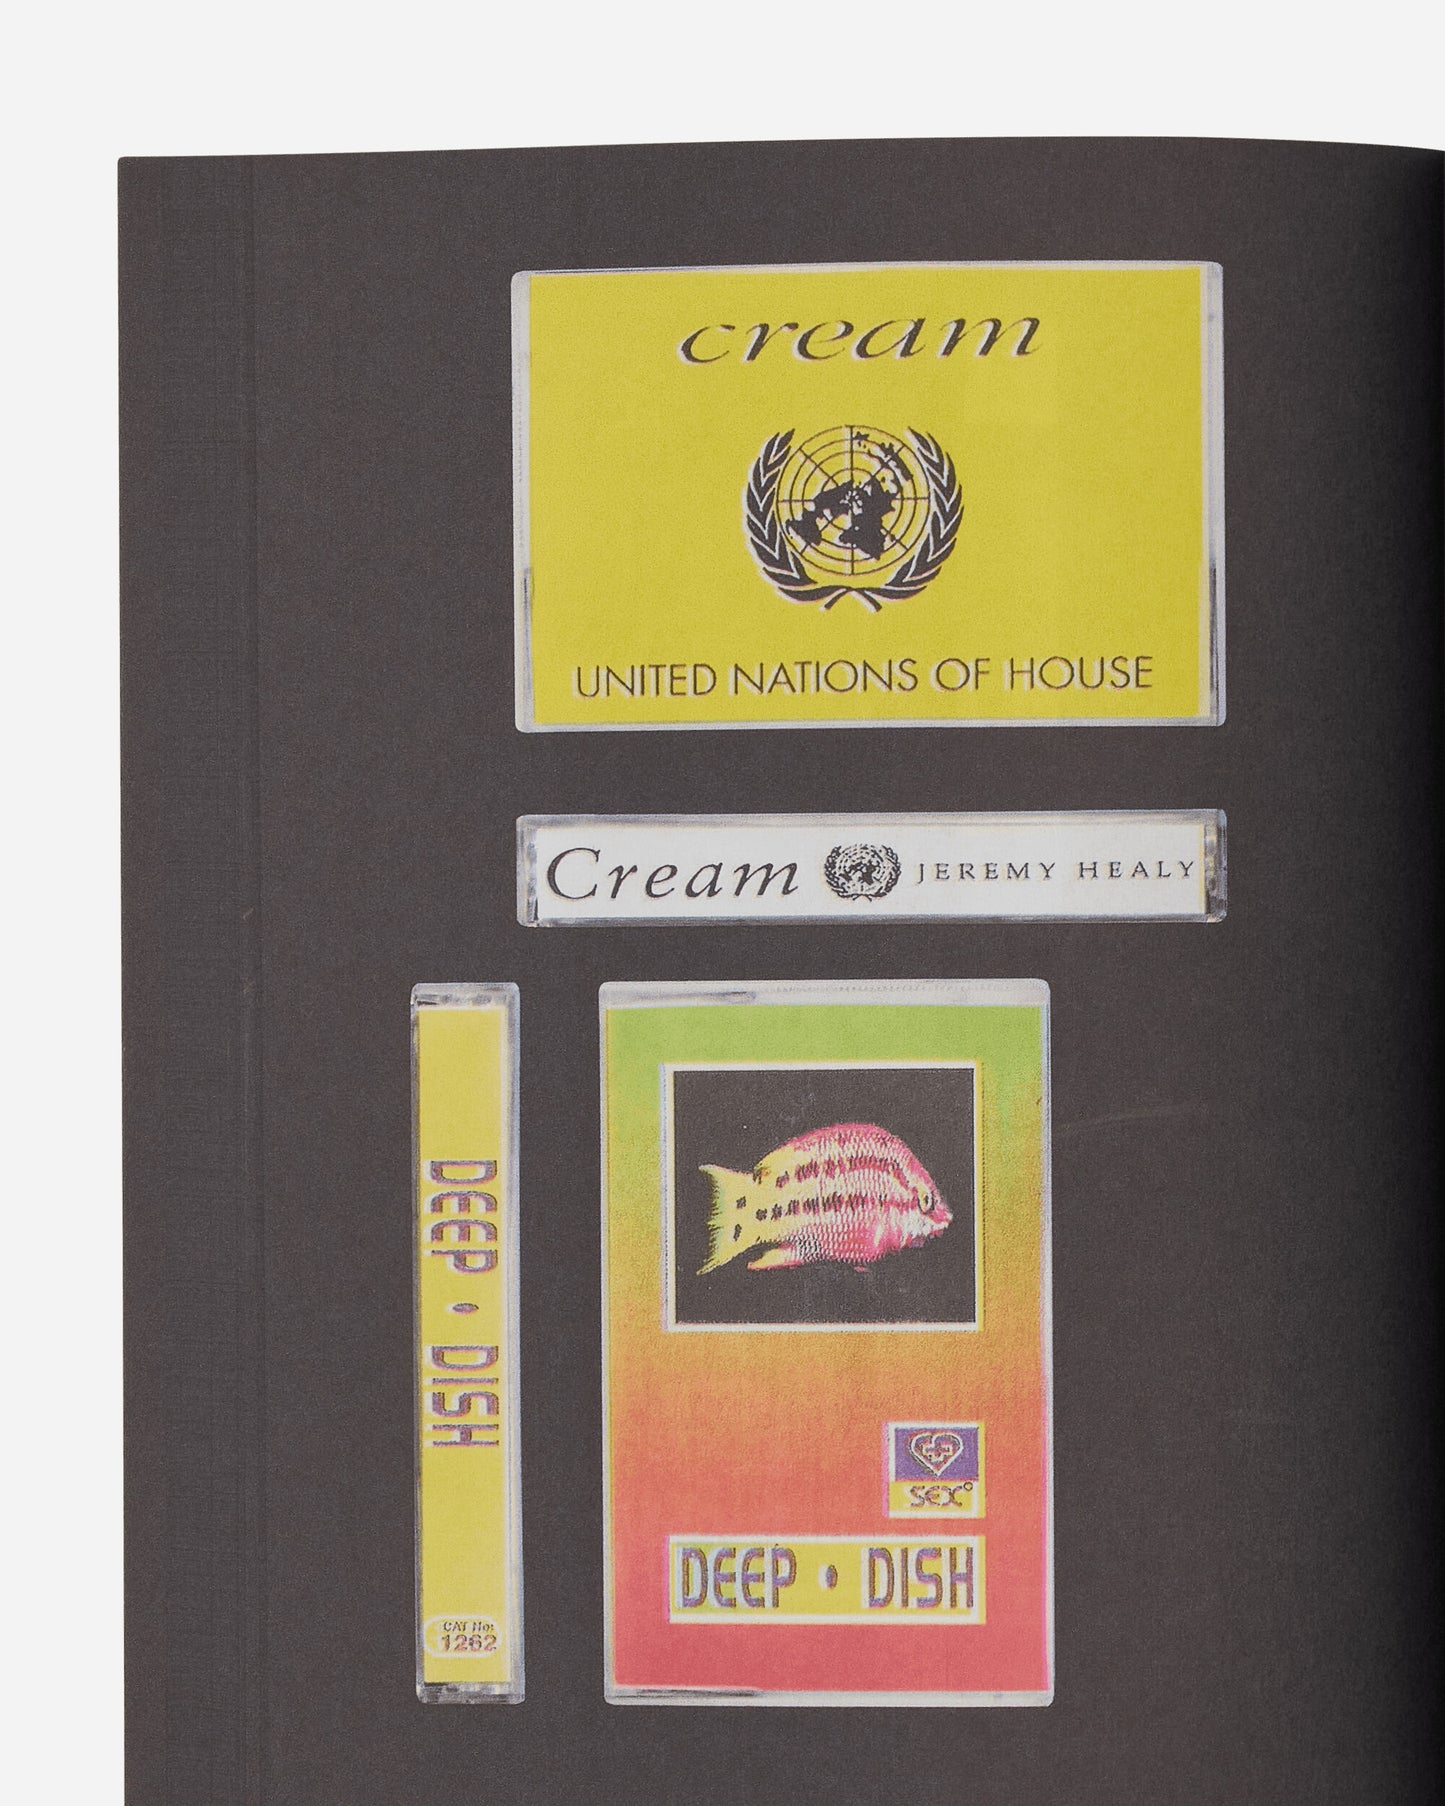 cream
UNITED NATIONS OF HOUSE
Cream JEREMY HEALY
DEEP • DISH
CAT No:
1262
SEX°
DEEP • DISH